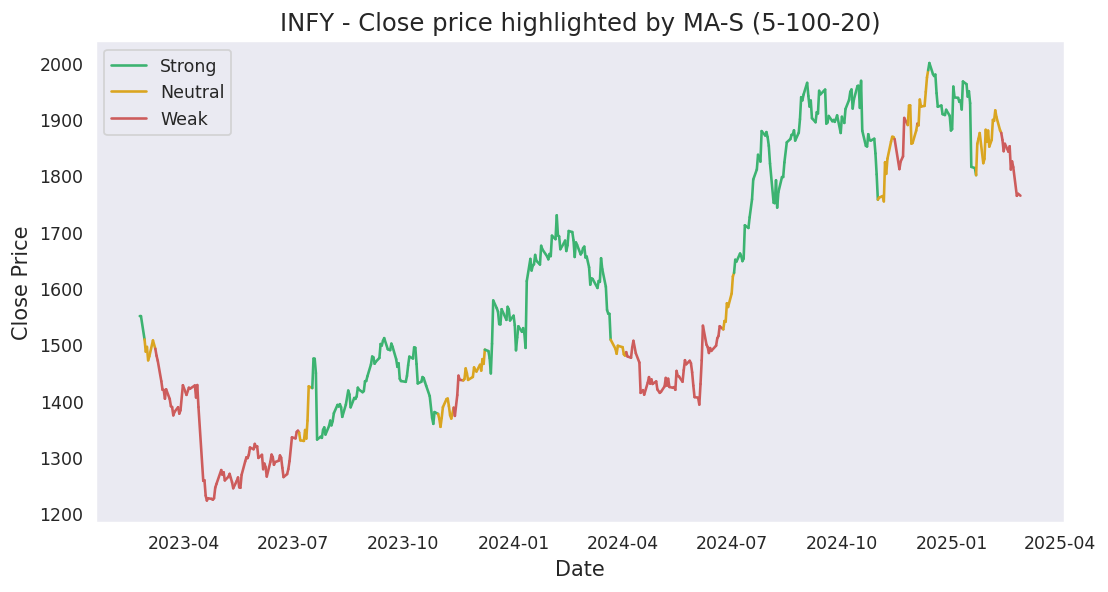 INFY - Close price highlighted by MA-S (5-100-20)
Strong
Neutral
Weak
Close Price
2000
1900
1800
1700
1600
1500
1400
1300
1200
2023-04 2023-07 2023-10 2024-01 2024-04 2024-07 2024-10 2025-01 2025-04
Date